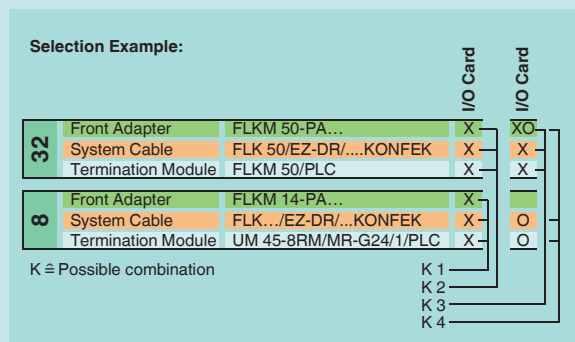 Selection Example:
I/O Card
I/O Card
32
Front Adapter FLKM 50-PA… X XO
System Cable FLK 50/EZ-DR/....KONFEK X X
Termination Module FLKM 50/PLC X X
8
Front Adapter FLKM 14-PA… X
System Cable FLK…/EZ-DR/...KONFEK X O
Termination Module UM 45-8RM/MR-G24/1/PLC X O
K ≙ Possible combination
K 1
K 2
K 3
K 4